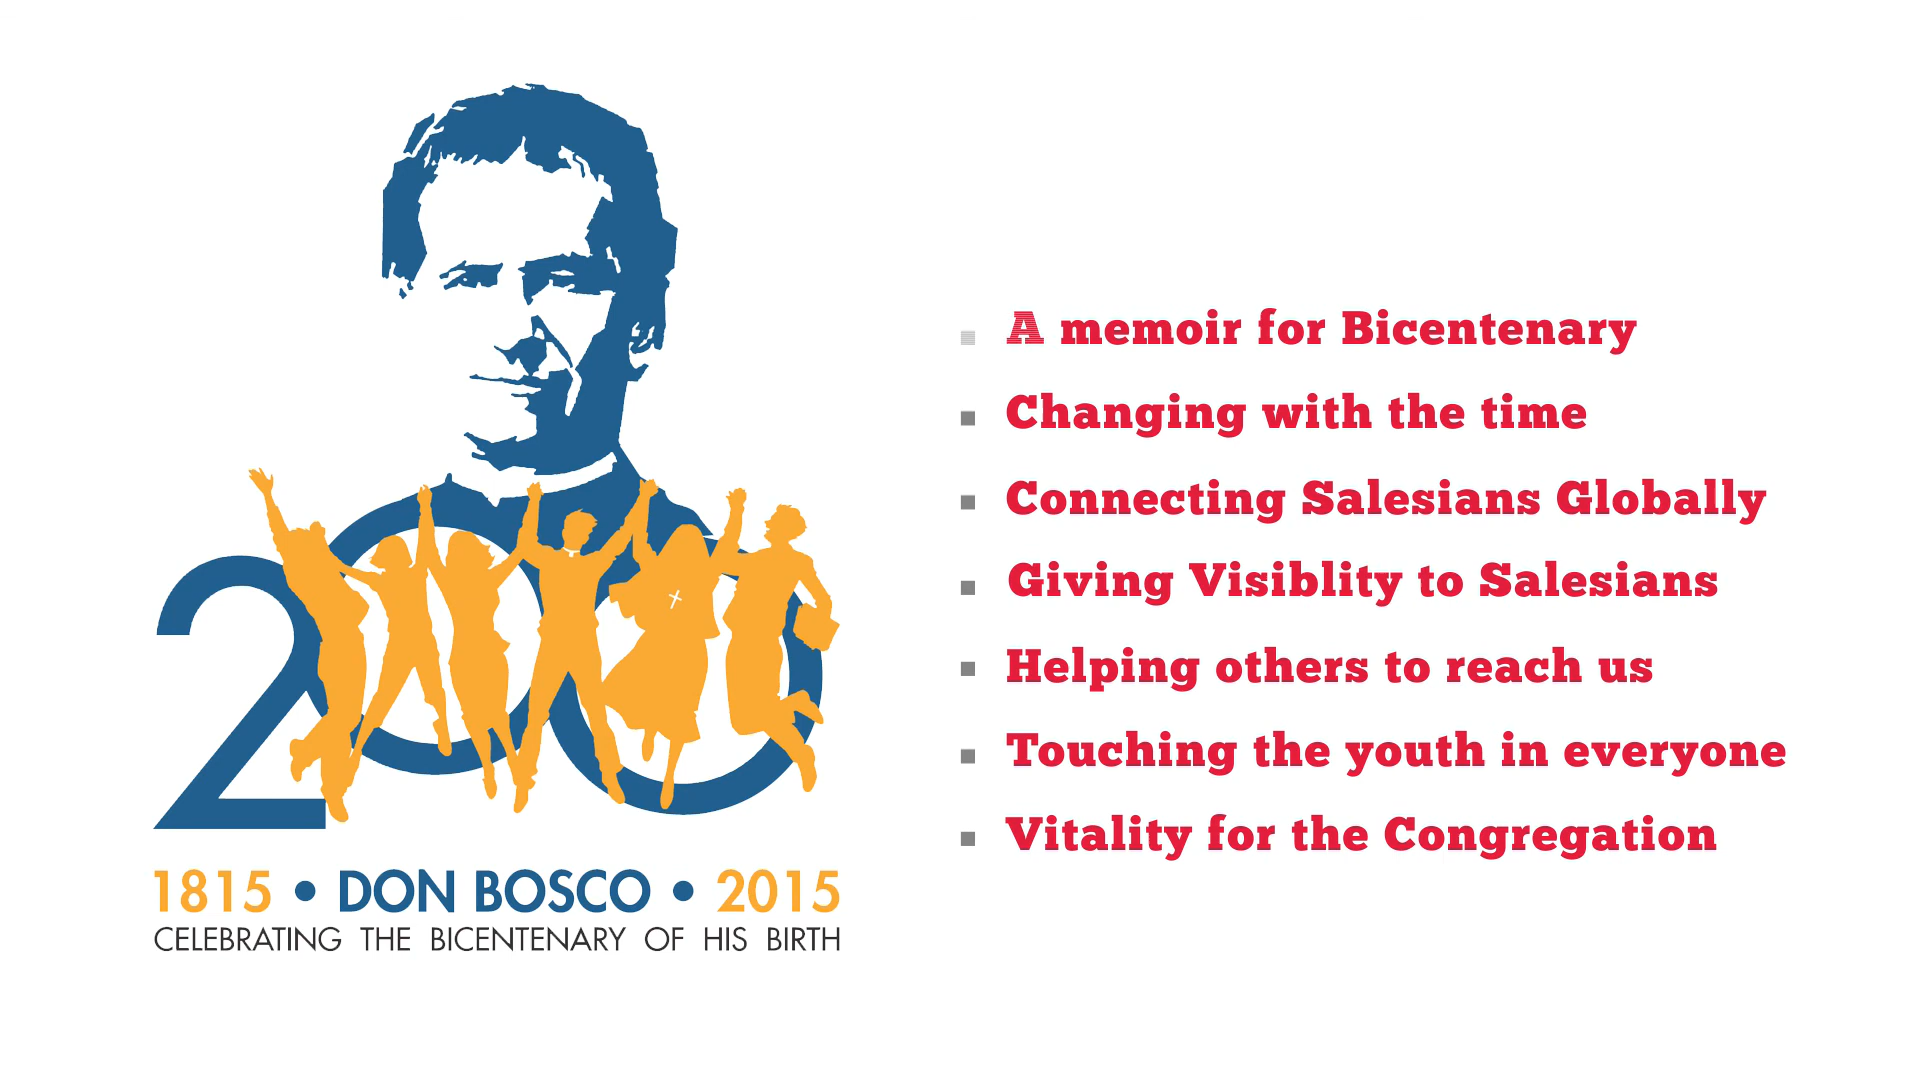 200
1815 • DON BOSCO • 2015
CELEBRATING THE BICENTENARY OF HIS BIRTH
A memoir for Bicentenary
Changing with the time
Connecting Salesians Globally
Giving Visiblity to Salesians
Helping others to reach us
Touching the youth in everyone
Vitality for the Congregation